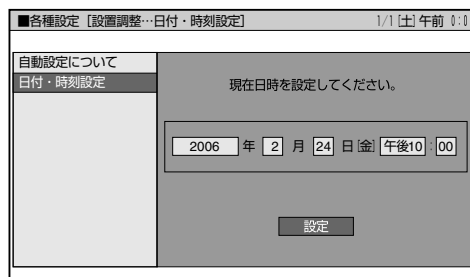 ■各種設定［設置調整…日付・時刻設定］ 1/1［土］午前 0:0
自動設定について
日付・時刻設定
現在日時を設定してください。
2006 年 2 月 24 日［金］午後10：00
設定